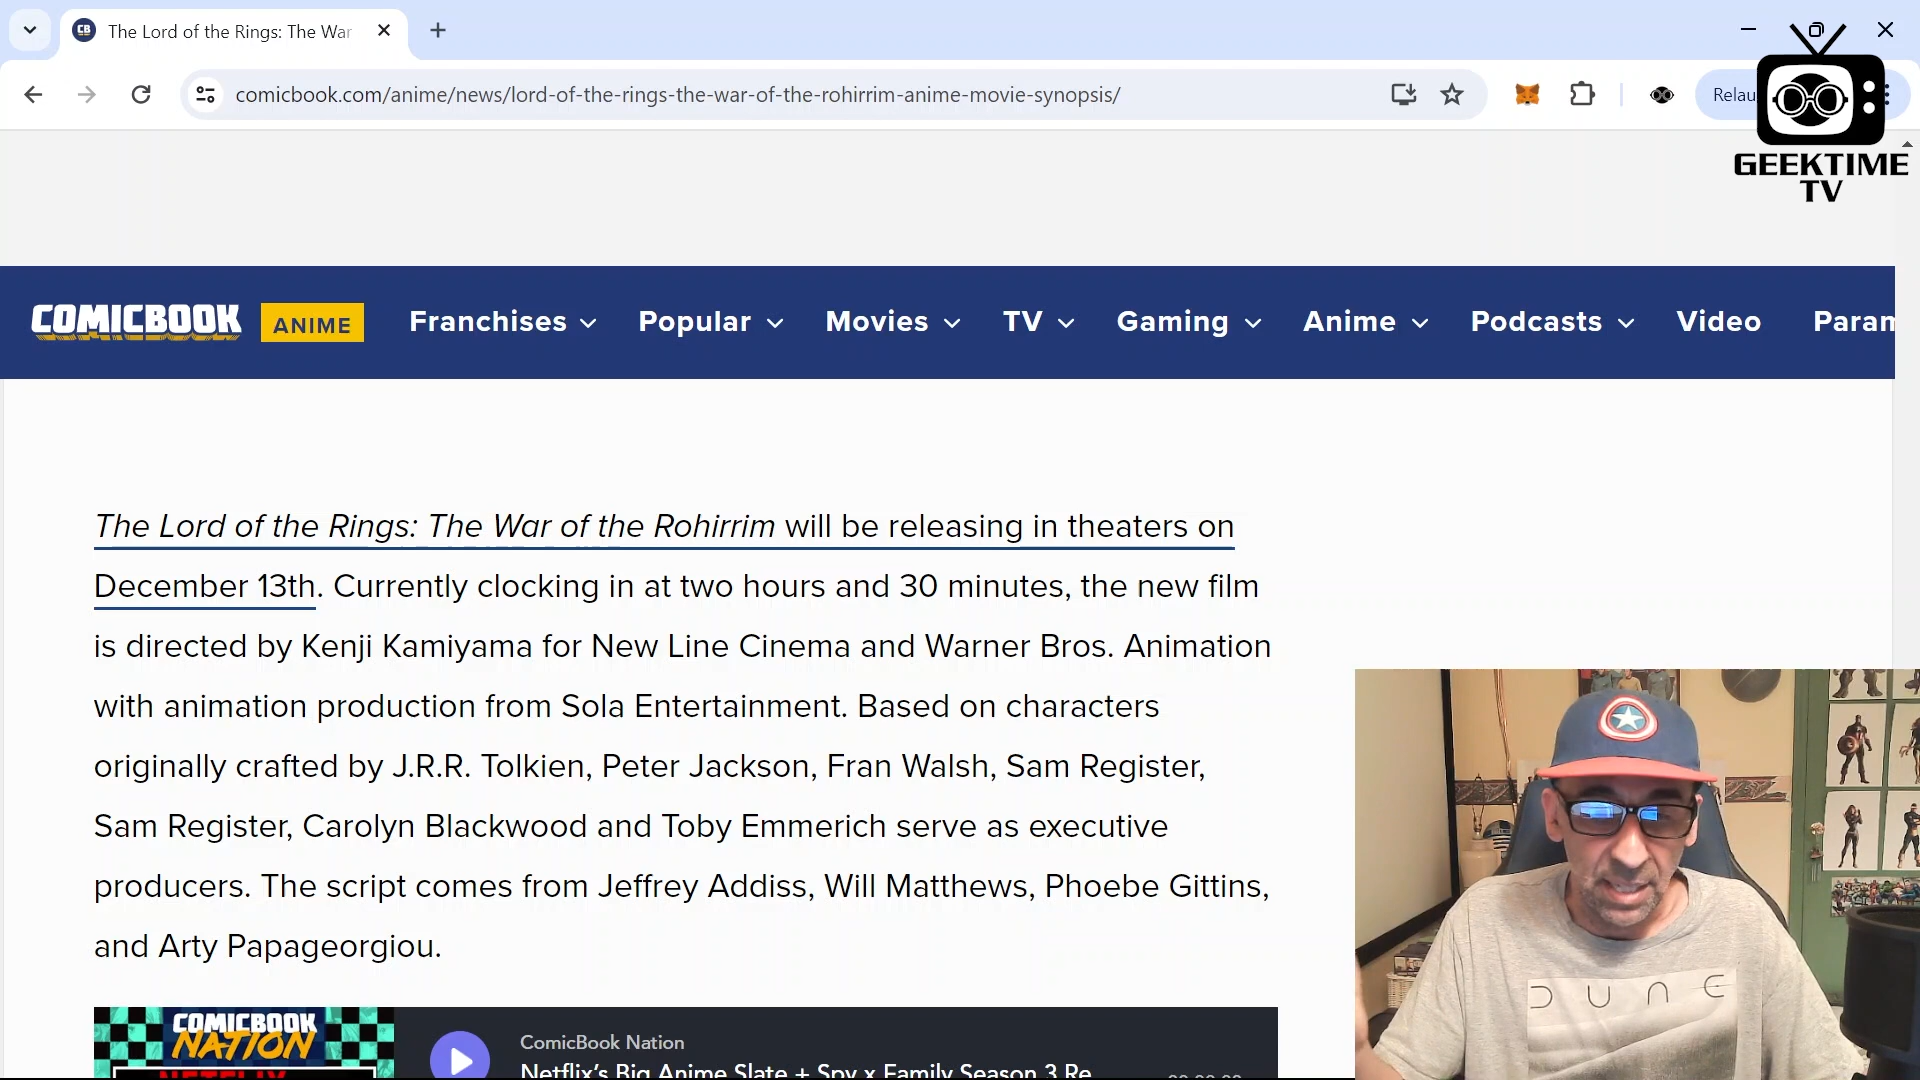 The Lord of the Rings: The War
comicbook.com/anime/news/lord-of-the-rings-the-war-of-the-rohirrim-anime-movie-synopsis/
Relau
GEEKTIME
TV
COMICBOOK ANIME Franchises Popular Movies TV Gaming Anime Podcasts Video Param
The Lord of the Rings: The War of the Rohirrim will be releasing in theaters on
December 13th. Currently clocking in at two hours and 30 minutes, the new film
is directed by Kenji Kamiyama for New Line Cinema and Warner Bros. Animation
with animation production from Sola Entertainment. Based on characters
originally crafted by J.R.R. Tolkien, Peter Jackson, Fran Walsh, Sam Register,
Sam Register, Carolyn Blackwood and Toby Emmerich serve as executive
producers. The script comes from Jeffrey Addiss, Will Matthews, Phoebe Gittins,
and Arty Papageorgiou.
COMICBOOK
NATION
NETFLIX
ComicBook Nation
Netflix's Big Anime Slate + Spy x Family Season 3 Re
DUNE